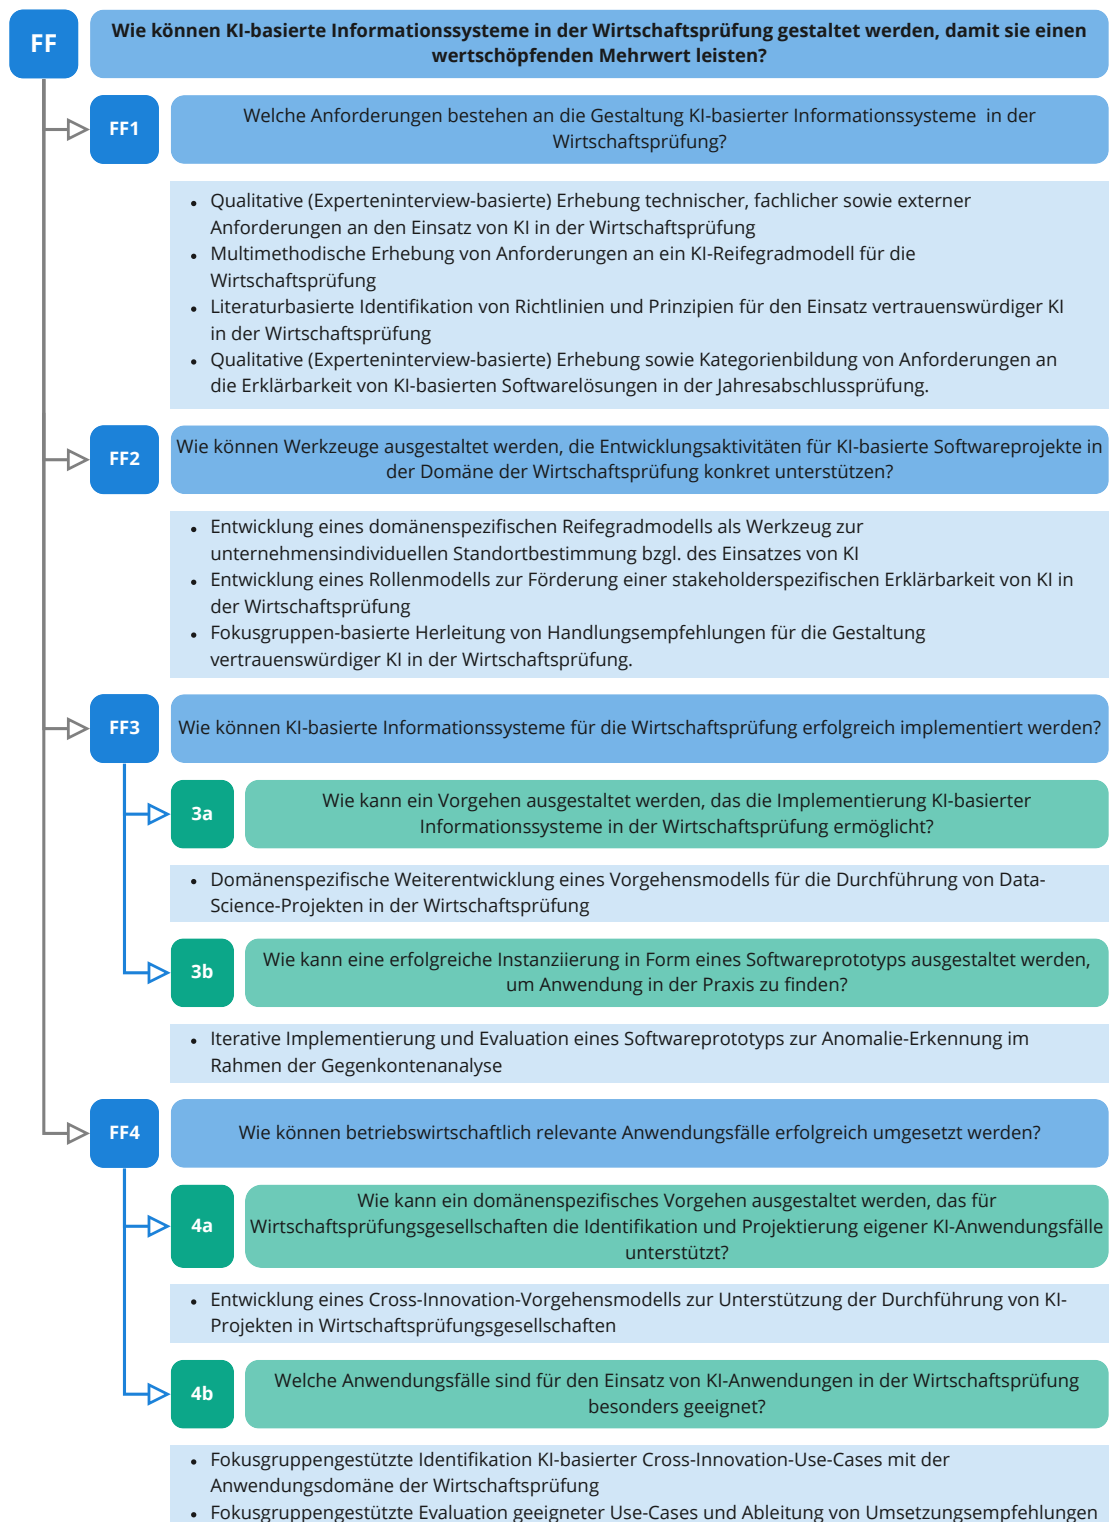 FF
Wie können KI-basierte Informationssysteme in der Wirtschaftsprüfung gestaltet werden, damit sie einen
wertschöpfenden Mehrwert leisten?
FF1
Welche Anforderungen bestehen an die Gestaltung KI-basierter Informationssysteme in der
Wirtschaftsprüfung?
• Qualitative (Experteninterview-basierte) Erhebung technischer, fachlicher sowie externer
Anforderungen an den Einsatz von KI in der Wirtschaftsprüfung
• Multimethodische Erhebung von Anforderungen an ein KI-Reifegradmodell für die
Wirtschaftsprüfung
• Literaturbasierte Identifikation von Richtlinien und Prinzipien für den Einsatz vertrauenswürdiger KI
in der Wirtschaftsprüfung
• Qualitative (Experteninterview-basierte) Erhebung sowie Kategorienbildung von Anforderungen an
die Erklärbarkeit von KI-basierten Softwarelösungen in der Jahresabschlussprüfung.
FF2
Wie können Werkzeuge ausgestaltet werden, die Entwicklungsaktivitäten für KI-basierte Softwareprojekte in
der Domäne der Wirtschaftsprüfung konkret unterstützen?
• Entwicklung eines domänenspezifischen Reifegradmodells als Werkzeug zur
unternehmensindividuellen Standortbestimmung bzgl. des Einsatzes von KI
• Entwicklung eines Rollenmodells zur Förderung einer stakeholderspezifischen Erklärbarkeit von KI in
der Wirtschaftsprüfung
• Fokusgruppen-basierte Herleitung von Handlungsempfehlungen für die Gestaltung
vertrauenswürdiger KI in der Wirtschaftsprüfung.
FF3
Wie können KI-basierte Informationssysteme für die Wirtschaftsprüfung erfolgreich implementiert werden?
3a
Wie kann ein Vorgehen ausgestaltet werden, das die Implementierung KI-basierter
Informationssysteme in der Wirtschaftsprüfung ermöglicht?
• Domänenspezifische Weiterentwicklung eines Vorgehensmodells für die Durchführung von Data-
Science-Projekten in der Wirtschaftsprüfung
3b
Wie kann eine erfolgreiche Instanziierung in Form eines Softwareprototyps ausgestaltet werden,
um Anwendung in der Praxis zu finden?
• Iterative Implementierung und Evaluation eines Softwareprototyps zur Anomalie-Erkennung im
Rahmen der Gegenkontenanalyse
FF4
Wie können betriebswirtschaftlich relevante Anwendungsfälle erfolgreich umgesetzt werden?
4a
Wie kann ein domänenspezifisches Vorgehen ausgestaltet werden, das für
Wirtschaftsprüfungsgesellschaften die Identifikation und Projektierung eigener KI-Anwendungsfälle
unterstützt?
• Entwicklung eines Cross-Innovation-Vorgehensmodells zur Unterstützung der Durchführung von KI-
Projekten in Wirtschaftsprüfungsgesellschaften
4b
Welche Anwendungsfälle sind für den Einsatz von KI-Anwendungen in der Wirtschaftsprüfung
besonders geeignet?
• Fokusgruppengestützte Identifikation KI-basierter Cross-Innovation-Use-Cases mit der
Anwendungsdomäne der Wirtschaftsprüfung
• Fokusgruppengestützte Evaluation geeigneter Use-Cases und Ableitung von Umsetzungsempfehlungen